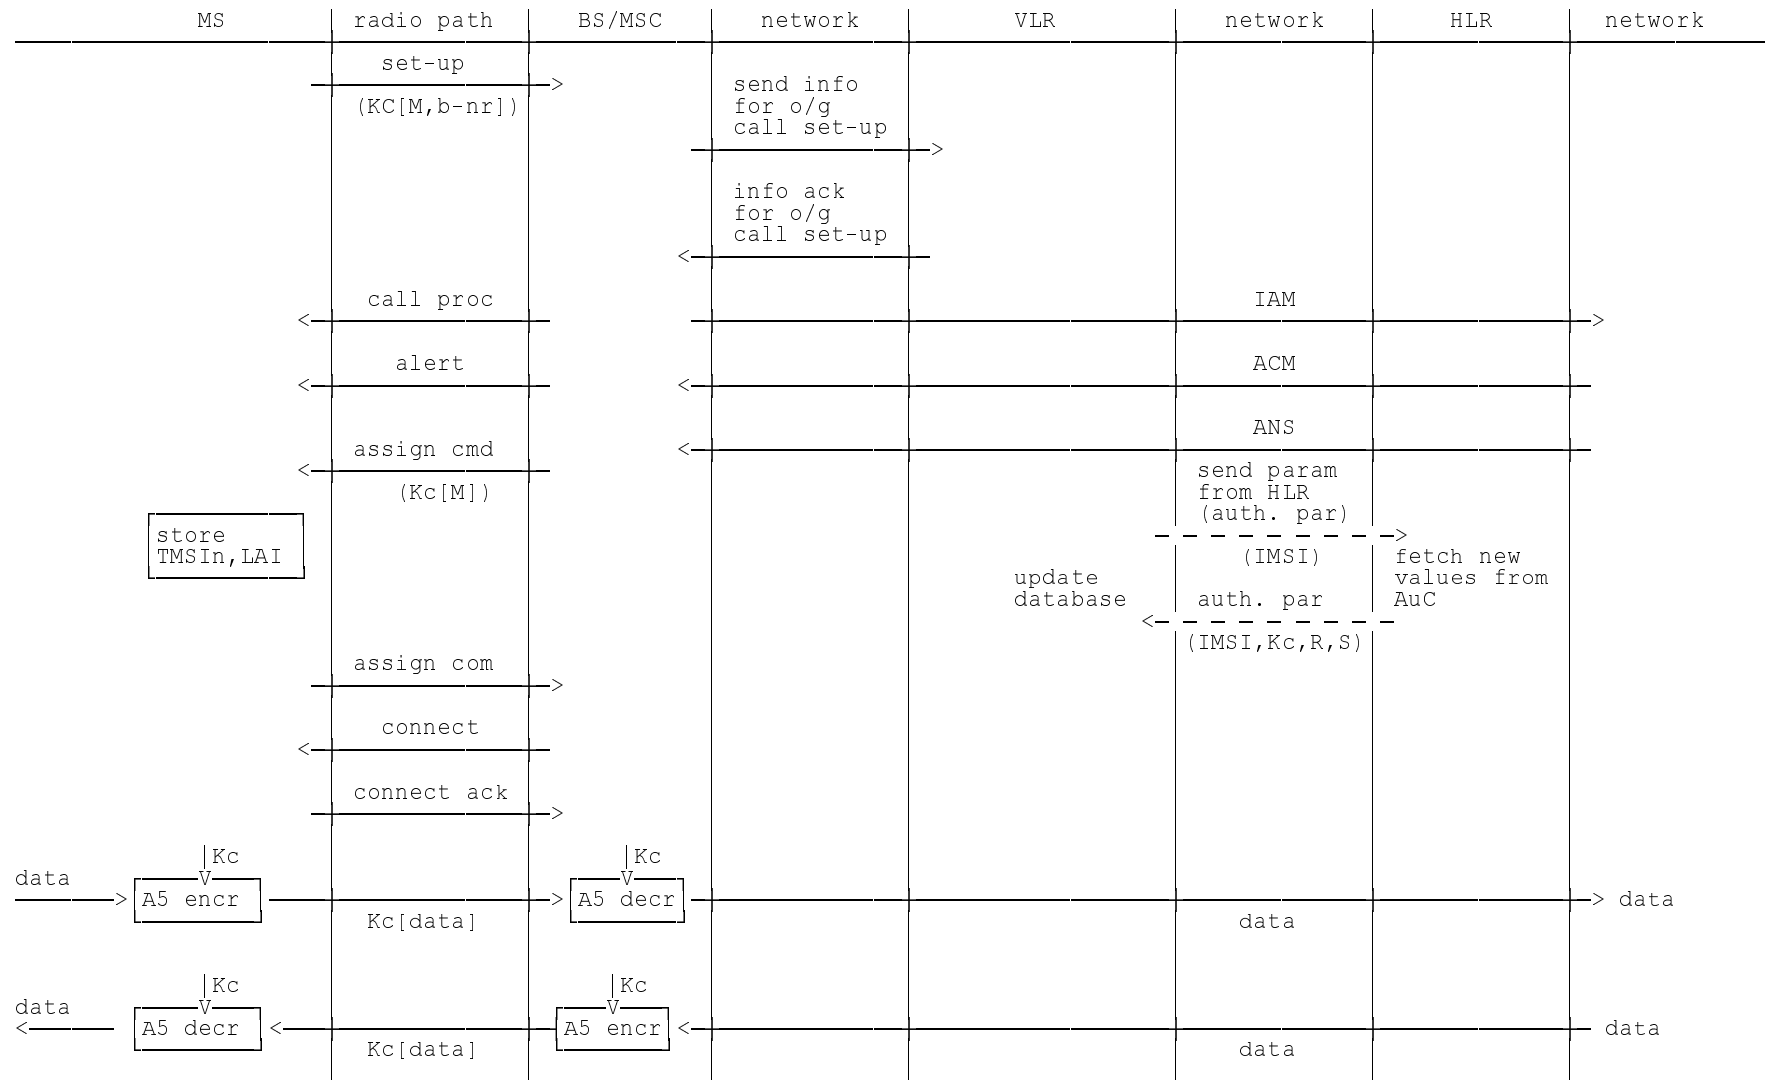 MS radio path BS/MSC network VLR network HLR network
set-up
(KC[M,b-nr])
send info
for o/g
call set-up
info ack
for o/g
call set-up
call proc IAM
alert ACM
ANS
assign cmd
(Kc[M])
send param
from HLR
(auth. par)
store
TMSIn,LAI
(IMSI)
fetch new
values from
AuC
update
database
auth. par
(IMSI,Kc,R,S)
assign com
connect
connect ack
Kc Kc
data
A5 encr A5 decr data
Kc[data] data
Kc Kc
data
A5 decr A5 encr data
Kc[data] data